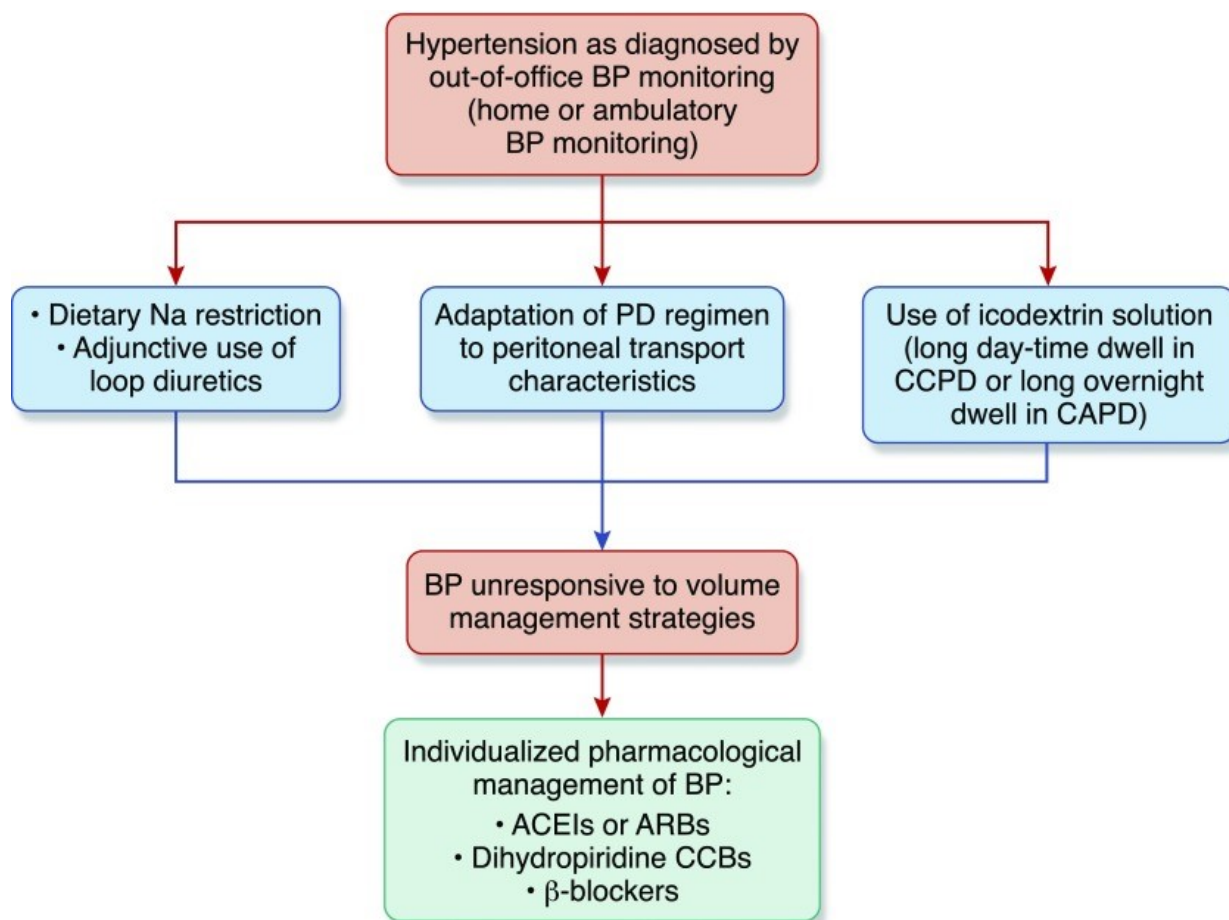 Hypertension as diagnosed by
out-of-office BP monitoring
(home or ambulatory
BP monitoring)
• Dietary Na restriction
• Adjunctive use of
loop diuretics
Adaptation of PD regimen
to peritoneal transport
characteristics
Use of icodextrin solution
(long day-time dwell in
CCPD or long overnight
dwell in CAPD)
BP unresponsive to volume
management strategies
Individualized pharmacological
management of BP:
• ACEIs or ARBs
• Dihydropiridine CCBs
• β-blockers